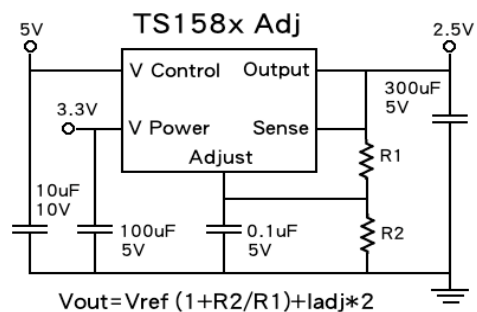 TS158x Adj
5V
2.5V
V Control
Output
300uF
5V
3.3V
V Power
Sense
Adjust
R1
10uF
10V
100uF
5V
0.1uF
5V
R2
Vout=Vref (1+R2/R1)+Iadj*2